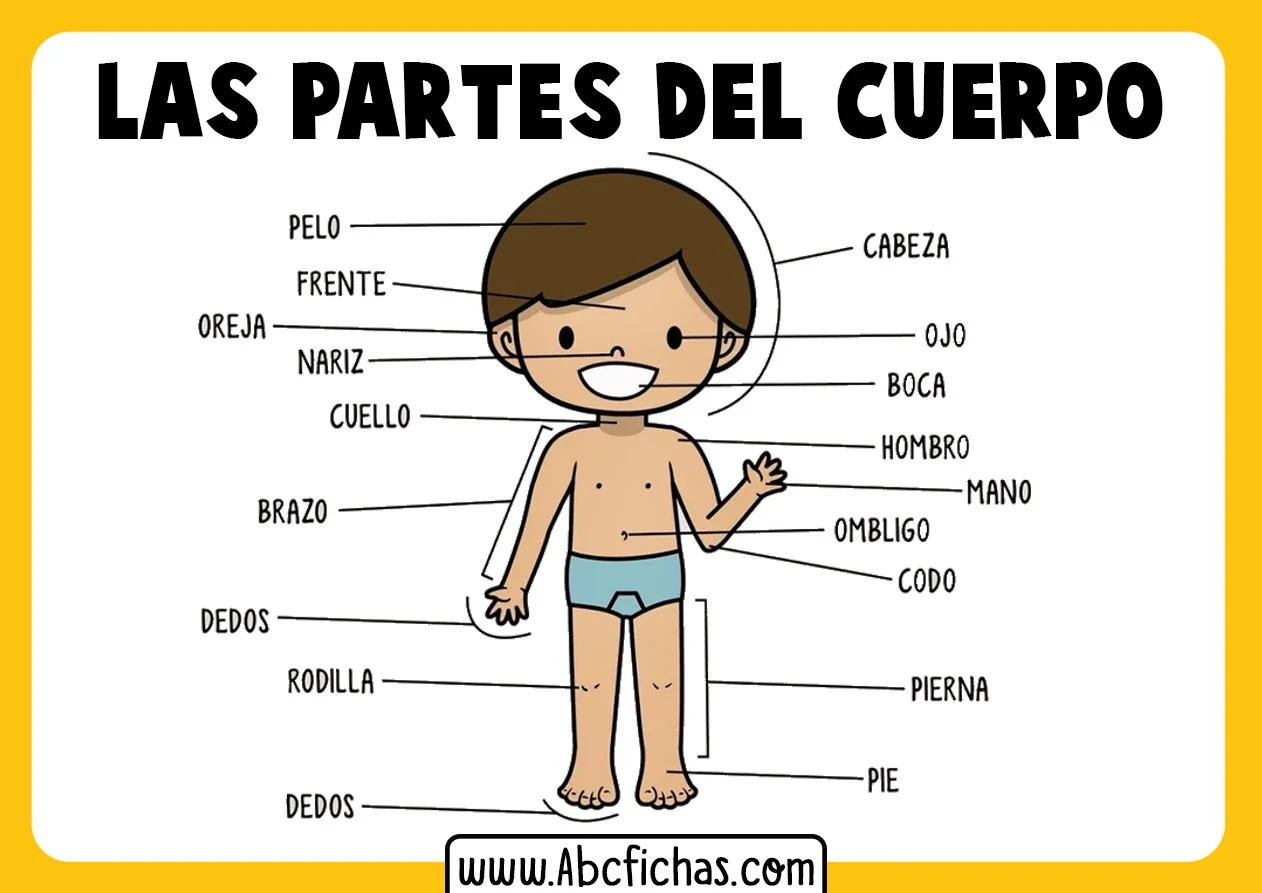 LAS PARTES DEL CUERPO
PELO
CABEZA
FRENTE
OREJA
OJO
NARIZ
BOCA
CUELLO
HOMBRO
MANO
BRAZO
OMBLIGO
CODO
DEDOS
RODILLA
PIERNA
PIE
DEDOS
www.Abcfichas.com